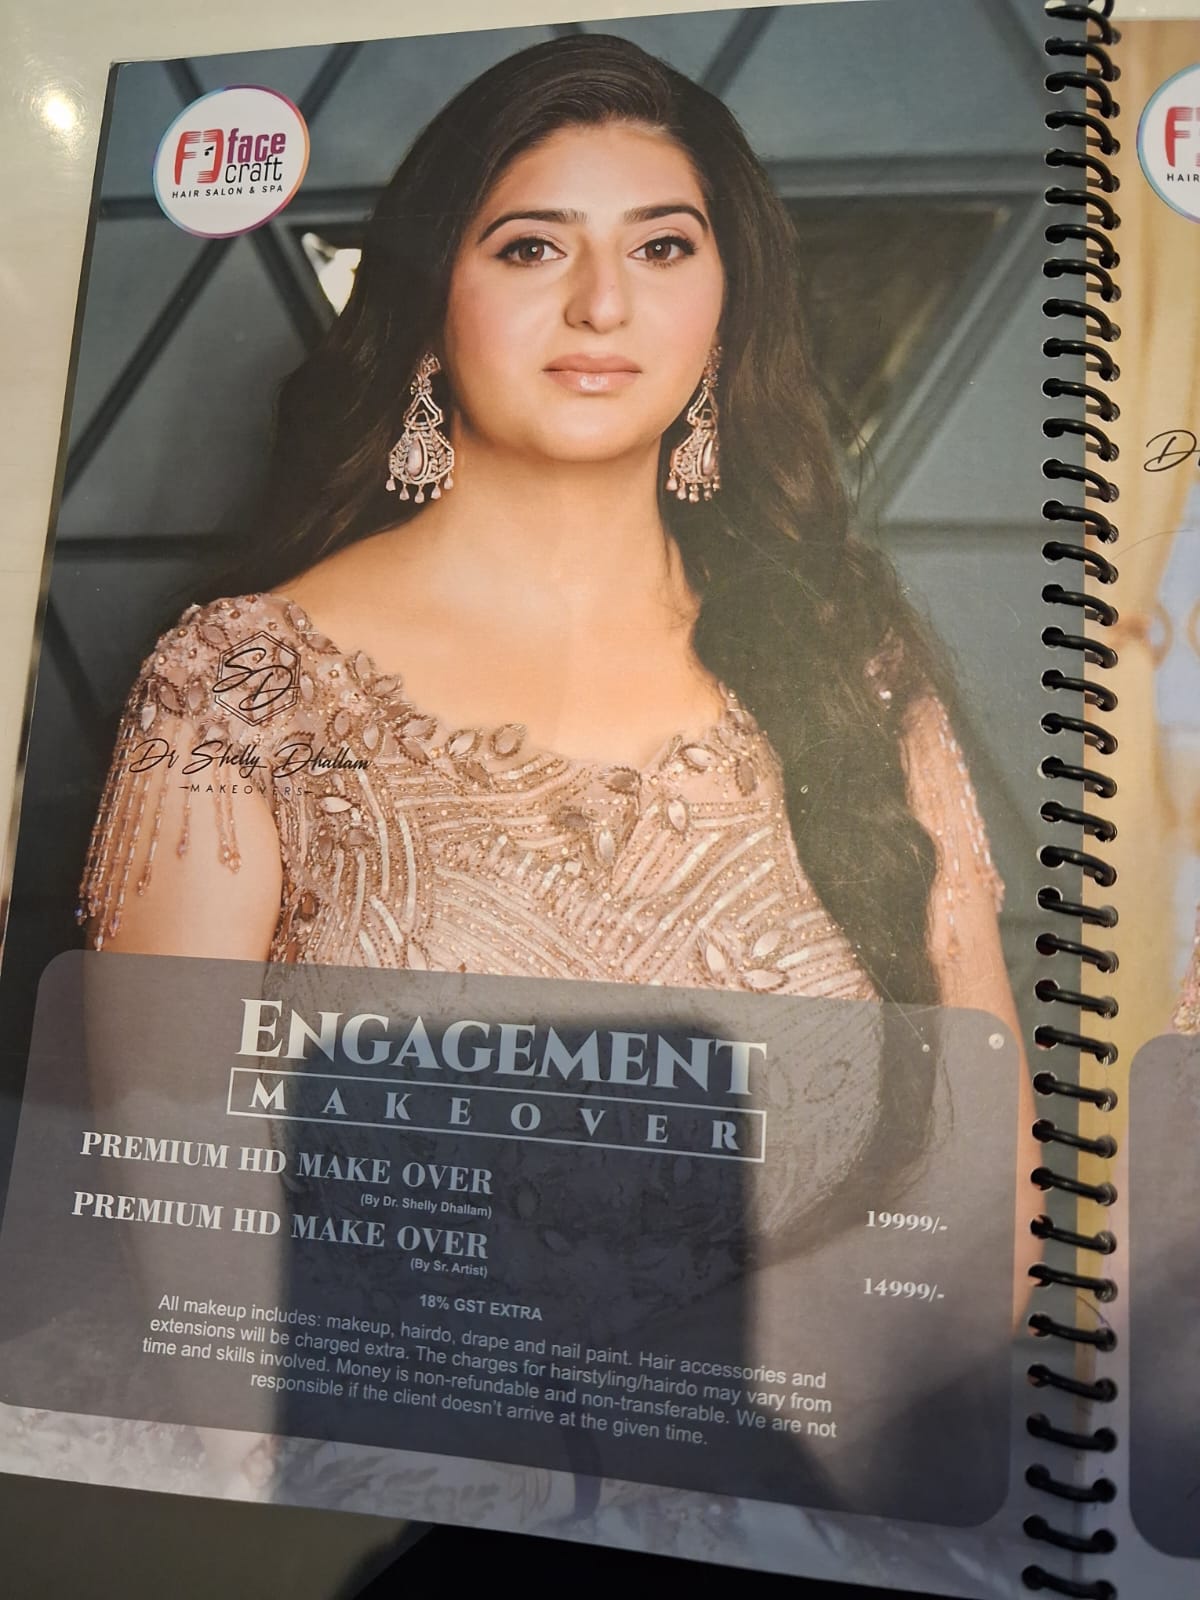 face
craft
HAIR SALON & SPA
SD
Dr Shelly Dhallam
MAKEOVERS
ENGAGEMENT
MAKEOVER
PREMIUM HD MAKE OVER
(By Dr. Shelly Dhallam)
19999/-
PREMIUM HD MAKE OVER
(By Sr. Artist)
14999/-
18% GST EXTRA
All makeup includes: makeup, hairdo, drape and nail paint. Hair accessories and
extensions will be charged extra. The charges for hairstyling/hairdo may vary from
time and skills involved. Money is non-refundable and non-transferable. We are not
responsible if the client doesn't arrive at the given time.
HAIR